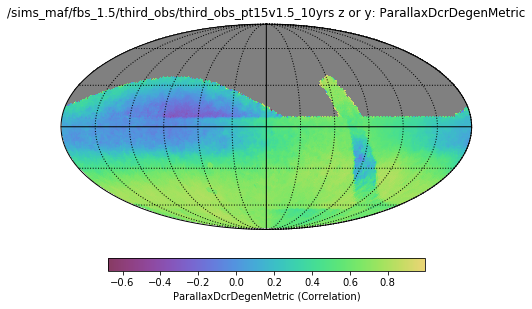 /sims_maf/fbs_1.5/third_obs/third_obs_pt15v1.5_10yrs z or y: ParallaxDcrDegenMetric
−0.6 −0.4 −0.2 0.0 0.2 0.4 0.6 0.8
ParallaxDcrDegenMetric (Correlation)